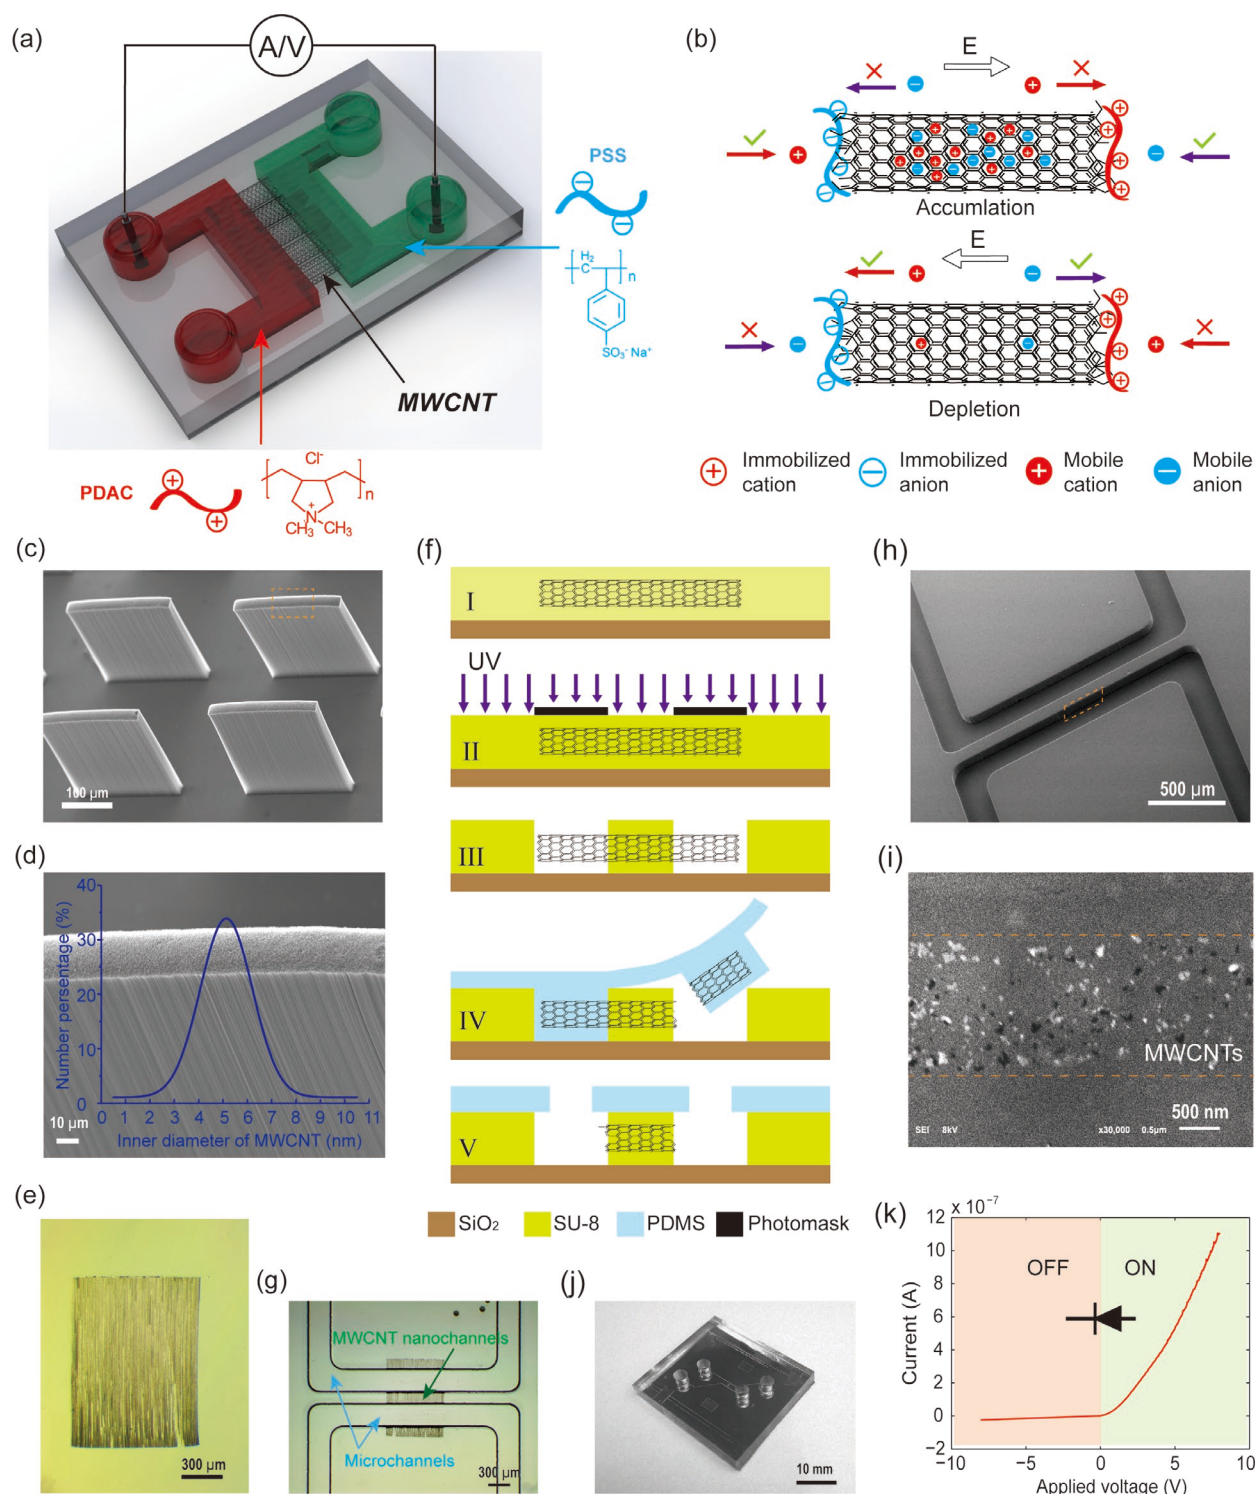 (a)
A/V
PSS
[H₂C]n
SO₃⁻ Na⁺
MWCNT
PDAC
Cl⁻
n
N⁺
CH₃ CH₃
(b)
E
Accumlation
E
Depletion
Immobilized cation
Immobilized anion
Mobile cation
Mobile anion
(c)
100 µm
(d)
Number persentage (%)
40
30
20
10
0
0 1 2 3 4 5 6 7 8 9 10 11
Inner diameter of MWCNT (nm)
10 µm
(e)
300 µm
(f)
I
UV
II
III
IV
V
SiO₂
SU-8
PDMS
Photomask
(g)
MWCNT nanochannels
Microchannels
300 µm
(h)
500 µm
(i)
MWCNTs
500 nm
SEI 8kV
x30,000 0.5µm
(j)
10 mm
(k)
x 10⁻⁷
12
10
8
6
4
2
0
−2
Current (A)
OFF
ON
−10 −5 0 5 10
Applied voltage (V)